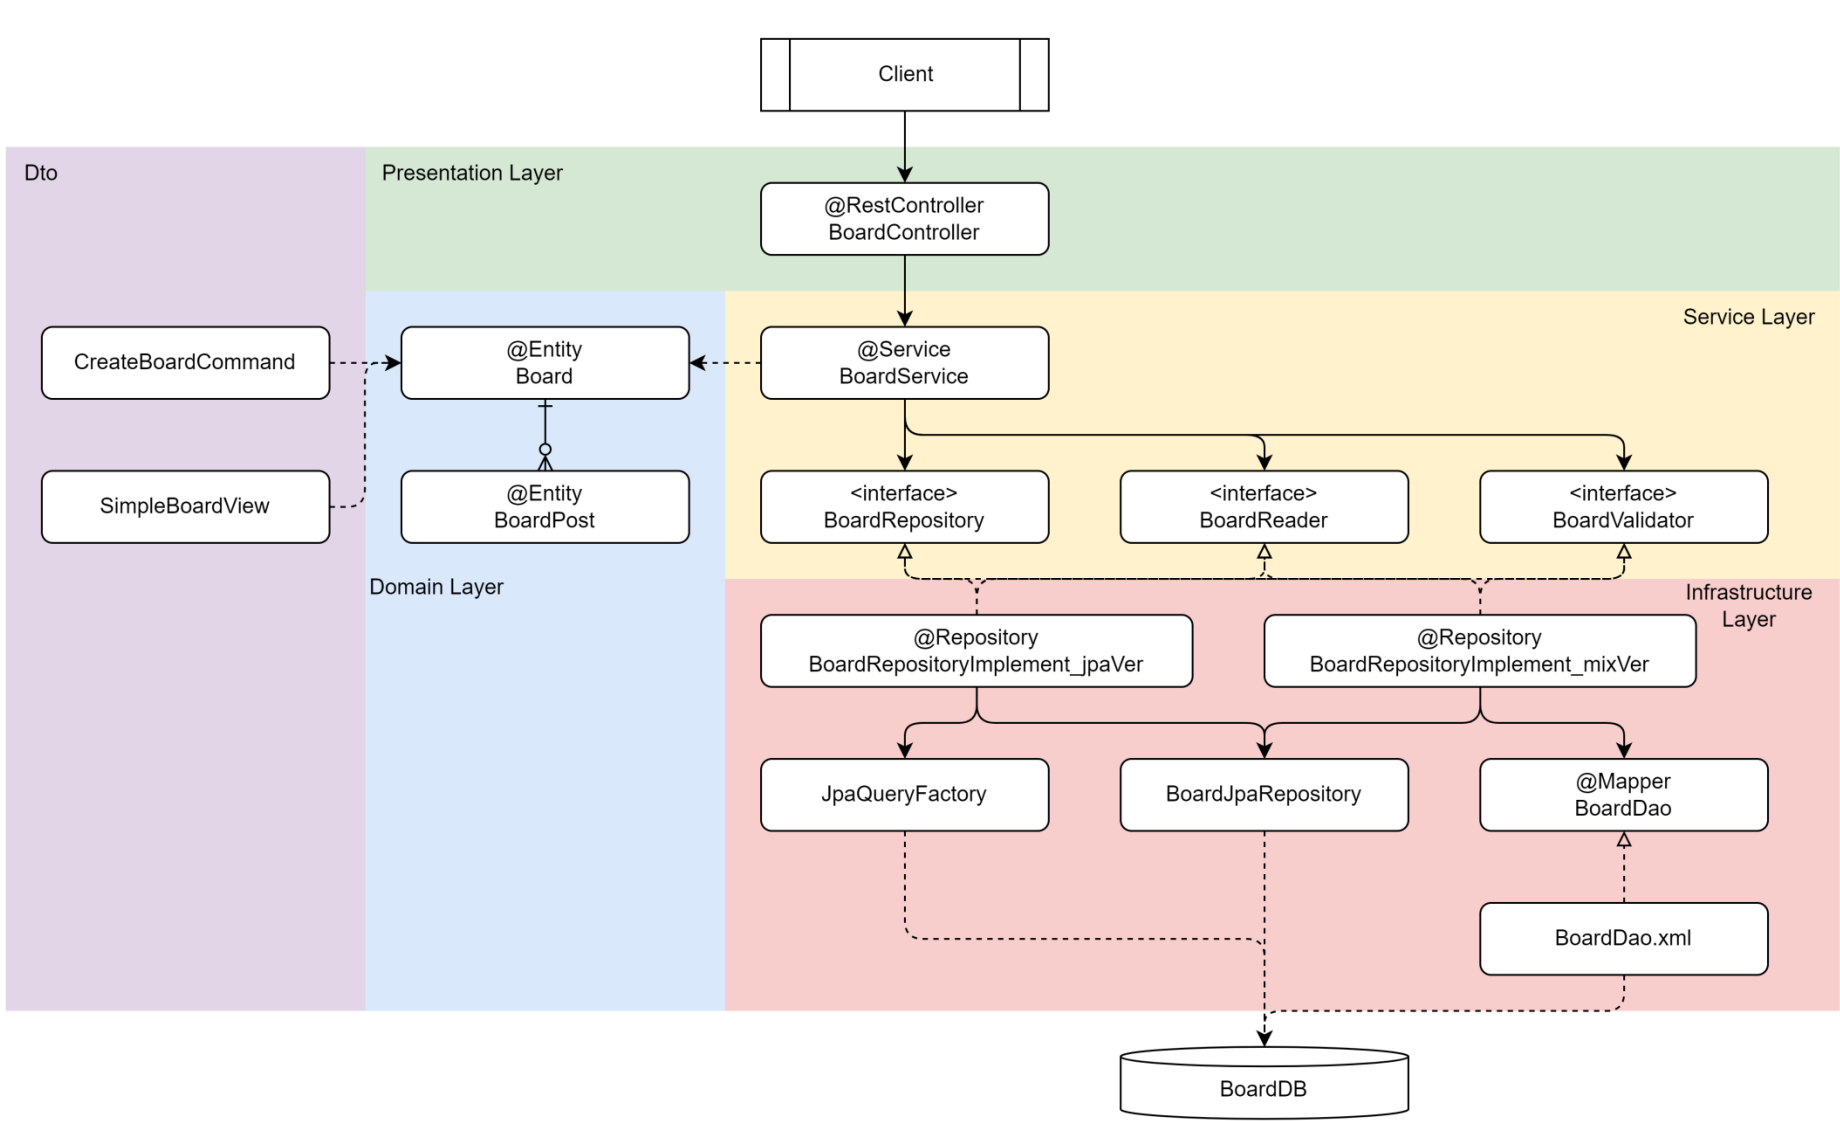 Client
Dto
Presentation Layer
@RestController
BoardController
Service Layer
CreateBoardCommand
@Entity
Board
@Service
BoardService
SimpleBoardView
@Entity
BoardPost
<interface>
BoardRepository
<interface>
BoardReader
<interface>
BoardValidator
Domain Layer
Infrastructure
Layer
@Repository
BoardRepositoryImplement_jpaVer
@Repository
BoardRepositoryImplement_mixVer
JpaQueryFactory
BoardJpaRepository
@Mapper
BoardDao
BoardDao.xml
BoardDB